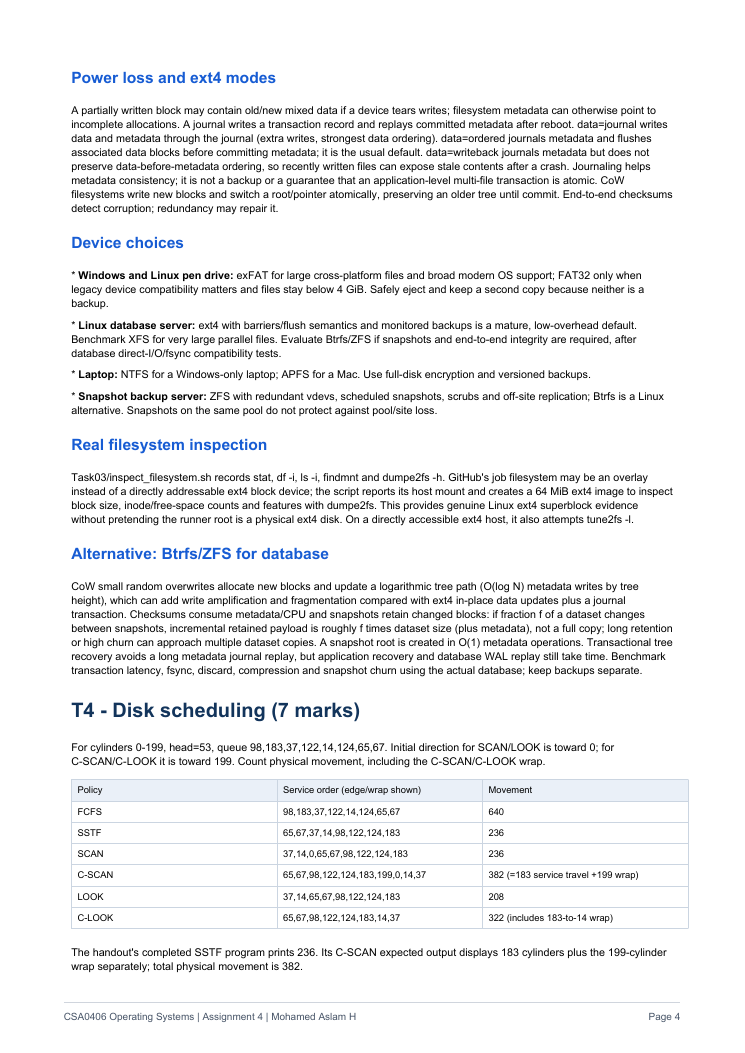 Power loss and ext4 modes
A partially written block may contain old/new mixed data if a device tears writes; filesystem metadata can otherwise point to
incomplete allocations. A journal writes a transaction record and replays committed metadata after reboot. data=journal writes
data and metadata through the journal (extra writes, strongest data ordering). data=ordered journals metadata and flushes
associated data blocks before committing metadata; it is the usual default. data=writeback journals metadata but does not
preserve data-before-metadata ordering, so recently written files can expose stale contents after a crash. Journaling helps
metadata consistency; it is not a backup or a guarantee that an application-level multi-file transaction is atomic. CoW
filesystems write new blocks and switch a root/pointer atomically, preserving an older tree until commit. End-to-end checksums
detect corruption; redundancy may repair it.
Device choices
* Windows and Linux pen drive: exFAT for large cross-platform files and broad modern OS support; FAT32 only when
legacy device compatibility matters and files stay below 4 GiB. Safely eject and keep a second copy because neither is a
backup.
* Linux database server: ext4 with barriers/flush semantics and monitored backups is a mature, low-overhead default.
Benchmark XFS for very large parallel files. Evaluate Btrfs/ZFS if snapshots and end-to-end integrity are required, after
database direct-I/O/fsync compatibility tests.
* Laptop: NTFS for a Windows-only laptop; APFS for a Mac. Use full-disk encryption and versioned backups.
* Snapshot backup server: ZFS with redundant vdevs, scheduled snapshots, scrubs and off-site replication; Btrfs is a Linux
alternative. Snapshots on the same pool do not protect against pool/site loss.
Real filesystem inspection
Task03/inspect_filesystem.sh records stat, df -i, ls -i, findmnt and dumpe2fs -h. GitHub's job filesystem may be an overlay
instead of a directly addressable ext4 block device; the script reports its host mount and creates a 64 MiB ext4 image to inspect
block size, inode/free-space counts and features with dumpe2fs. This provides genuine Linux ext4 superblock evidence
without pretending the runner root is a physical ext4 disk. On a directly accessible ext4 host, it also attempts tune2fs -l.
Alternative: Btrfs/ZFS for database
CoW small random overwrites allocate new blocks and update a logarithmic tree path (O(log N) metadata writes by tree
height), which can add write amplification and fragmentation compared with ext4 in-place data updates plus a journal
transaction. Checksums consume metadata/CPU and snapshots retain changed blocks: if fraction f of a dataset changes
between snapshots, incremental retained payload is roughly f times dataset size (plus metadata), not a full copy; long retention
or high churn can approach multiple dataset copies. A snapshot root is created in O(1) metadata operations. Transactional tree
recovery avoids a long metadata journal replay, but application recovery and database WAL replay still take time. Benchmark
transaction latency, fsync, discard, compression and snapshot churn using the actual database; keep backups separate.
T4 - Disk scheduling (7 marks)
For cylinders 0-199, head=53, queue 98,183,37,122,14,124,65,67. Initial direction for SCAN/LOOK is toward 0; for
C-SCAN/C-LOOK it is toward 199. Count physical movement, including the C-SCAN/C-LOOK wrap.
Policy Service order (edge/wrap shown) Movement
FCFS 98,183,37,122,14,124,65,67 640
SSTF 65,67,37,14,98,122,124,183 236
SCAN 37,14,0,65,67,98,122,124,183 236
C-SCAN 65,67,98,122,124,183,199,0,14,37 382 (=183 service travel +199 wrap)
LOOK 37,14,65,67,98,122,124,183 208
C-LOOK 65,67,98,122,124,183,14,37 322 (includes 183-to-14 wrap)
The handout's completed SSTF program prints 236. Its C-SCAN expected output displays 183 cylinders plus the 199-cylinder
wrap separately; total physical movement is 382.
CSA0406 Operating Systems | Assignment 4 | Mohamed Aslam H Page 4